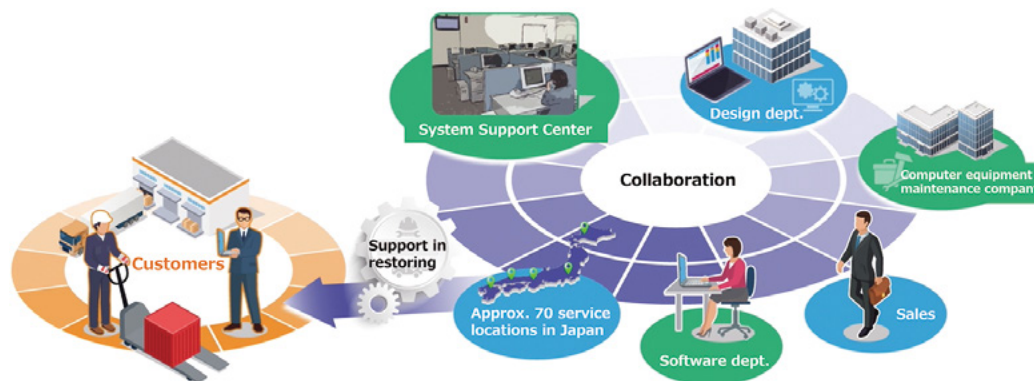 System Support Center
Design dept.
Computer equipment
maintenance company
Collaboration
Customers
Support in
restoring
Approx. 70 service
locations in Japan
Software dept.
Sales